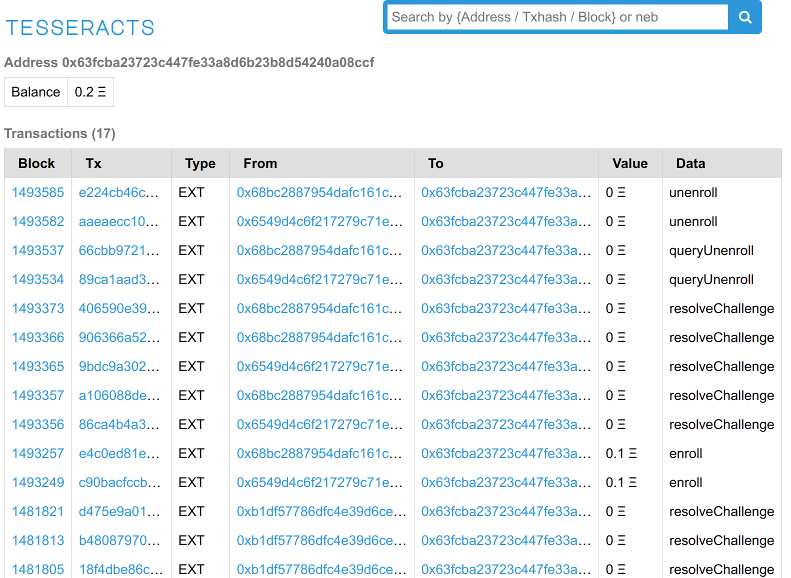 TESSERACTS
Search by {Address / Txhash / Block} or neb
Address 0x63fcba23723c447fe33a8d6b23b8d54240a08ccf
Balance 0.2 Ξ
Transactions (17)
Block Tx Type From To Value Data
1493585 e224cb46c... EXT 0x68bc2887954dafc161c... 0x63fcba23723c447fe33a... 0 Ξ unenroll
1493582 aaeaecc10... EXT 0x6549d4c6f217279c71e... 0x63fcba23723c447fe33a... 0 Ξ unenroll
1493537 66cbb9721... EXT 0x68bc2887954dafc161c... 0x63fcba23723c447fe33a... 0 Ξ queryUnenroll
1493534 89ca1aad3... EXT 0x6549d4c6f217279c71e... 0x63fcba23723c447fe33a... 0 Ξ queryUnenroll
1493373 406590e39... EXT 0x68bc2887954dafc161c... 0x63fcba23723c447fe33a... 0 Ξ resolveChallenge
1493366 906366a52... EXT 0x68bc2887954dafc161c... 0x63fcba23723c447fe33a... 0 Ξ resolveChallenge
1493365 9bdc9a302... EXT 0x6549d4c6f217279c71e... 0x63fcba23723c447fe33a... 0 Ξ resolveChallenge
1493357 a106088de... EXT 0x68bc2887954dafc161c... 0x63fcba23723c447fe33a... 0 Ξ resolveChallenge
1493356 86ca4b4a3... EXT 0x6549d4c6f217279c71e... 0x63fcba23723c447fe33a... 0 Ξ resolveChallenge
1493257 e4c0ed81e... EXT 0x68bc2887954dafc161c... 0x63fcba23723c447fe33a... 0.1 Ξ enroll
1493249 c90bacfccb... EXT 0x6549d4c6f217279c71e... 0x63fcba23723c447fe33a... 0.1 Ξ enroll
1481821 d475e9a01... EXT 0xb1df57786dfc4e39d6ce... 0x63fcba23723c447fe33a... 0 Ξ resolveChallenge
1481813 b48087970... EXT 0xb1df57786dfc4e39d6ce... 0x63fcba23723c447fe33a... 0 Ξ resolveChallenge
1481805 18f4dbe86c... EXT 0xb1df57786dfc4e39d6ce... 0x63fcba23723c447fe33a... 0 Ξ resolveChallenge